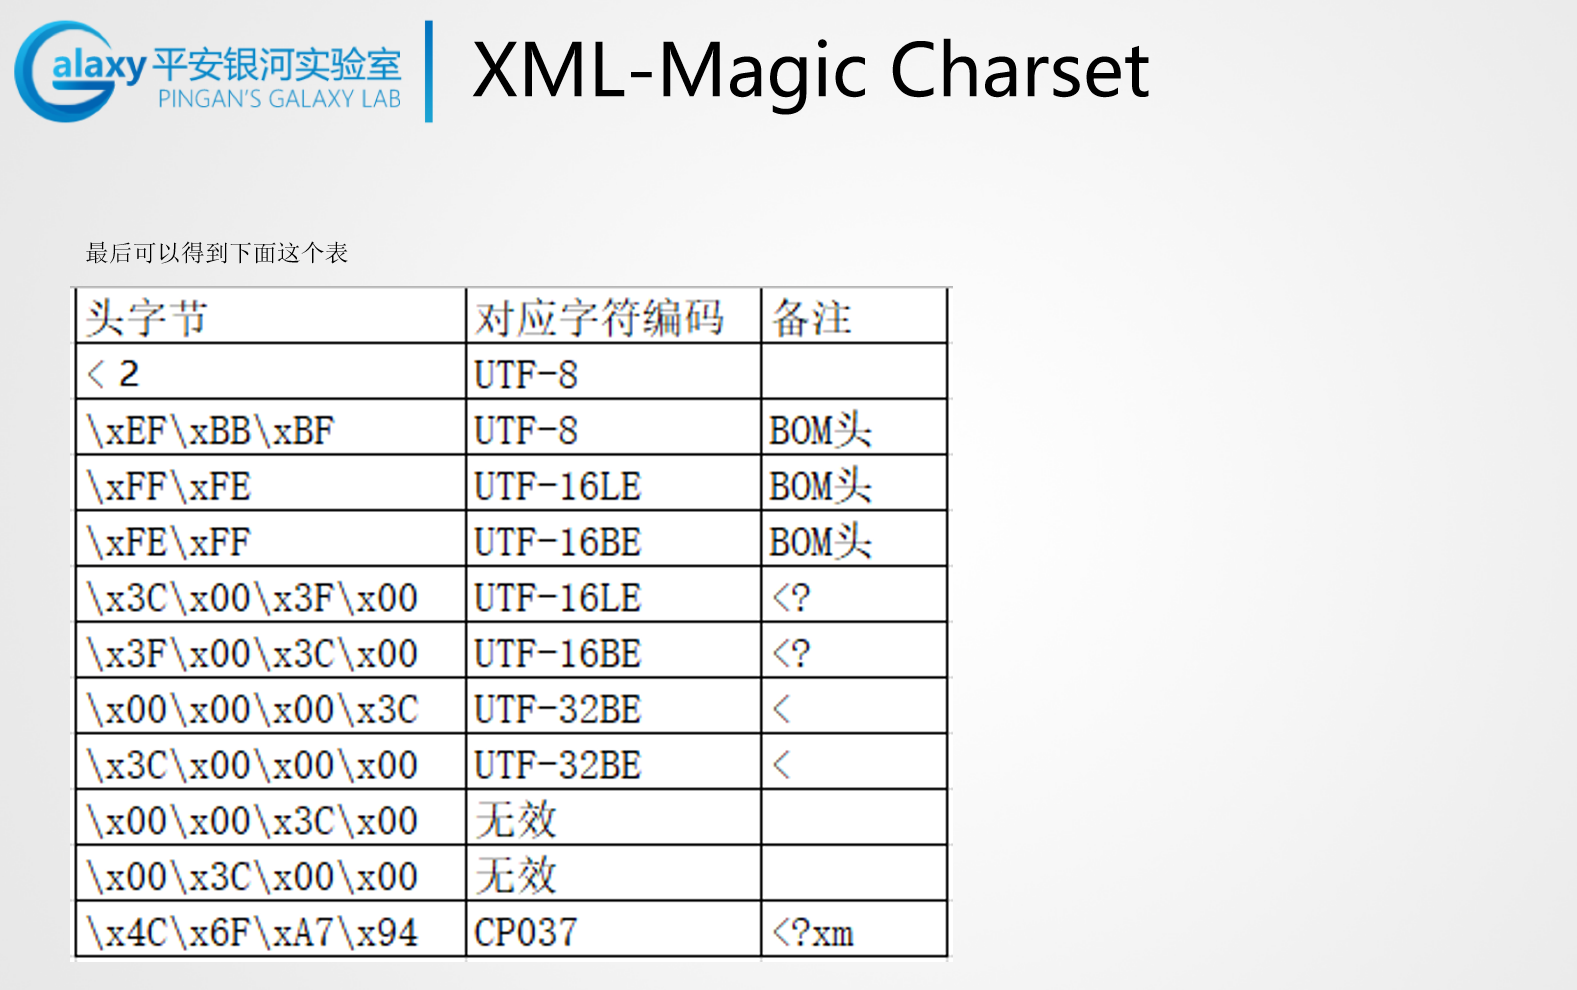 Galaxy 平安银河实验室
PINGAN'S GALAXY LAB
XML-Magic Charset
最后可以得到下面这个表
头字节 对应字符编码 备注
< 2 UTF-8
\xEF\xBB\xBF UTF-8 BOM头
\xFF\xFE UTF-16LE BOM头
\xFE\xFF UTF-16BE BOM头
\x3C\x00\x3F\x00 UTF-16LE <?
\x3F\x00\x3C\x00 UTF-16BE <?
\x00\x00\x00\x3C UTF-32BE <
\x3C\x00\x00\x00 UTF-32BE <
\x00\x00\x3C\x00 无效
\x00\x3C\x00\x00 无效
\x4C\x6F\xA7\x94 CP037 <?xm